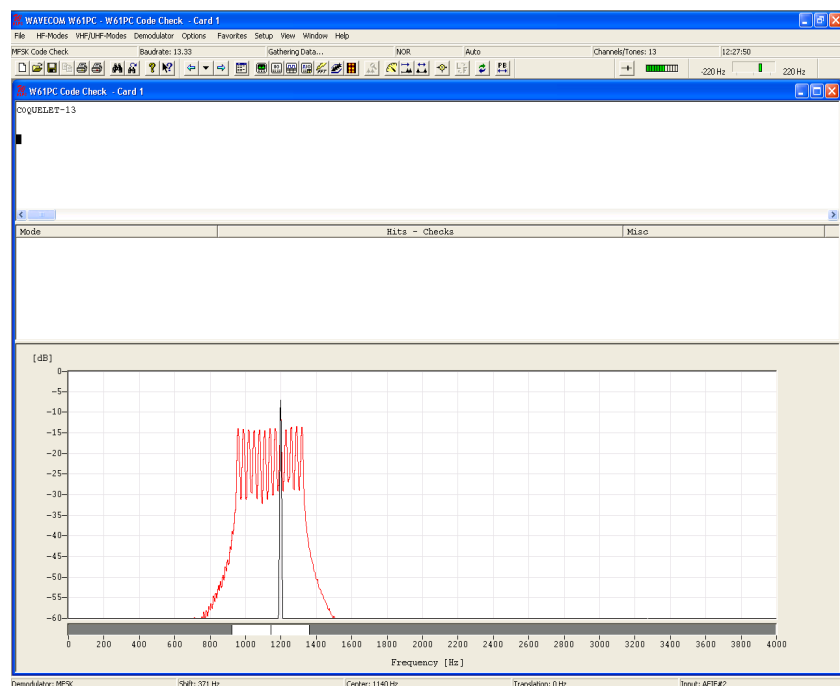 WAVECOM W61PC - W61PC Code Check - Card 1
File HF-Modes VHF/UHF-Modes Demodulator Options Favorites Setup View Window Help
MFSK Code Check Baudrate: 13.33 Gathering Data... NOR Auto Channels/Tones: 13 12:27:50
-220 Hz 220 Hz
W61PC Code Check - Card 1
COQUELET-13
Mode Hits - Checks Misc
[dB]
0
-5
-10
-15
-20
-25
-30
-35
-40
-45
-50
-55
-60
0 200 400 600 800 1000 1200 1400 1600 1800 2000 2200 2400 2600 2800 3000 3200 3400 3600 3800 4000
Frequency [Hz]
Demodulator: MFSK Shift: 371 Hz Center: 1140 Hz Translation: 0 Hz Input: AF/IF#2